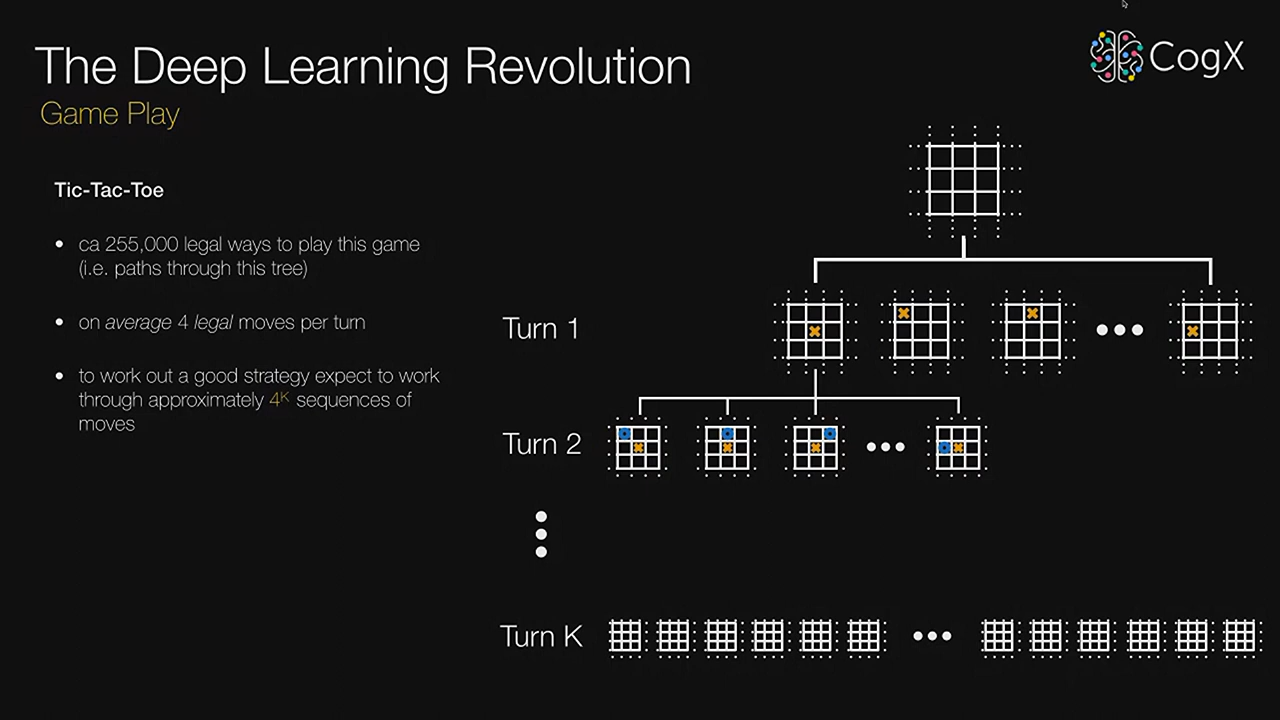 The Deep Learning Revolution
CogX
Game Play
Tic-Tac-Toe
• ca 255,000 legal ways to play this game
(i.e. paths through this tree)
• on average 4 legal moves per turn
• to work out a good strategy expect to work
through approximately 4ᴷ sequences of
moves
Turn 1
Turn 2
Turn K